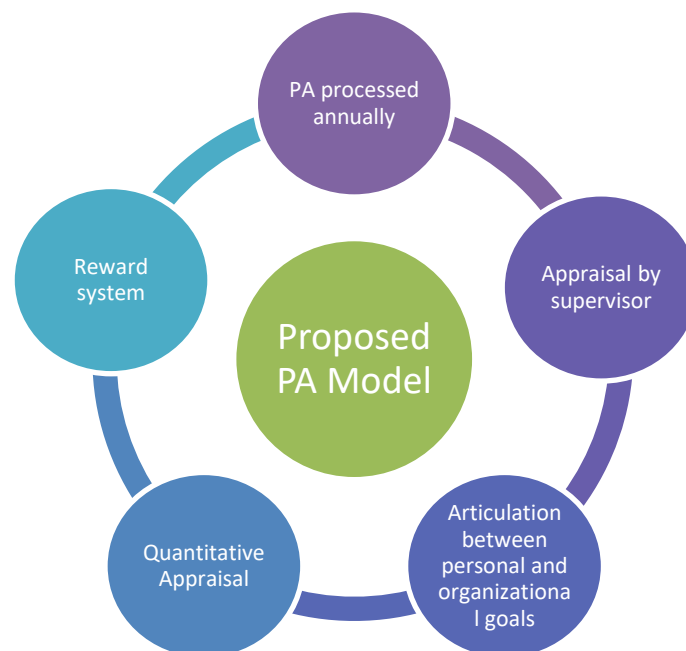 PA processed
annually
Appraisal by
supervisor
Articulation
between
personal and
organizationa
l goals
Quantitative
Appraisal
Reward
system
Proposed
PA Model